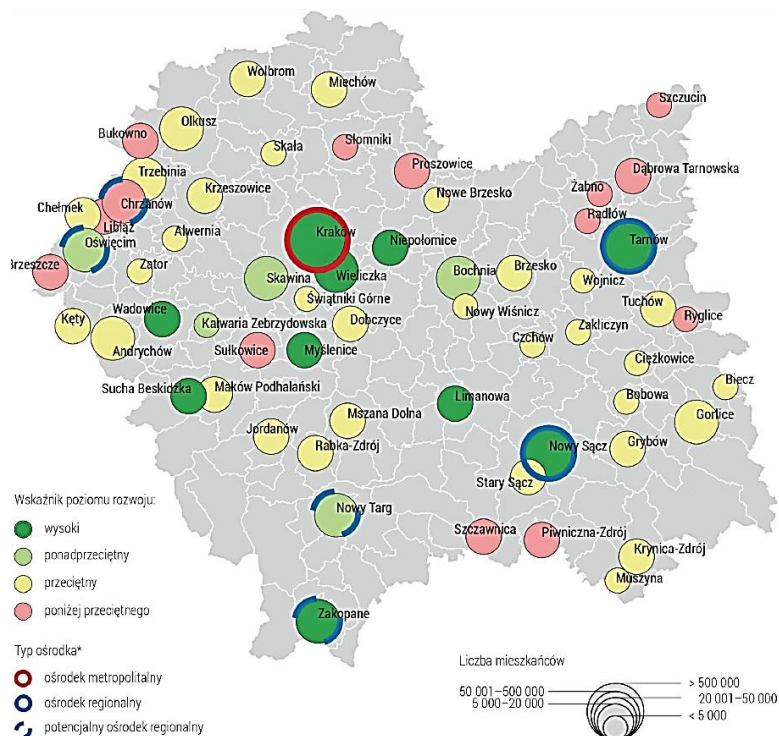 Wolbrom
Miechów
Szczucin
Olkusz
Bukowno
Skała
Słomniki
Proszowice
Dąbrowa Tarnowska
Trzebinia
Krzeszowice
Nowe Brzesko
Żabno
Chrzanów
Chełmek
Libiąż
Radłów
Alwernia
Kraków
Niepołomice
Tarnów
Oświęcim
Brzeszcze
Zator
Skawina
Wieliczka
Bochnia
Brzesko
Wojnicz
Świątniki Górne
Tuchów
Wadowice
Kalwaria Zebrzydowska
Dobczyce
Nowy Wiśnicz
Zakliczyn
Ryglice
Kęty
Andrychów
Sułkowice
Myślenice
Czchów
Ciężkowice
Sucha Beskidzka
Maków Podhalański
Limanowa
Biecz
Bobowa
Mszana Dolna
Gorlice
Jordanów
Rabka-Zdrój
Nowy Sącz
Grybów
Stary Sącz
Nowy Targ
Szczawnica
Piwniczna-Zdrój
Krynica-Zdrój
Muszyna
Zakopane
Wskaźnik poziomu rozwoju:
wysoki
ponadprzeciętny
przeciętny
poniżej przeciętnego
Typ ośrodka*
ośrodek metropolitalny
ośrodek regionalny
potencjalny ośrodek regionalny
Liczba mieszkańców
> 500 000
50 001–500 000
20 001–50 000
5 000–20 000
< 5 000